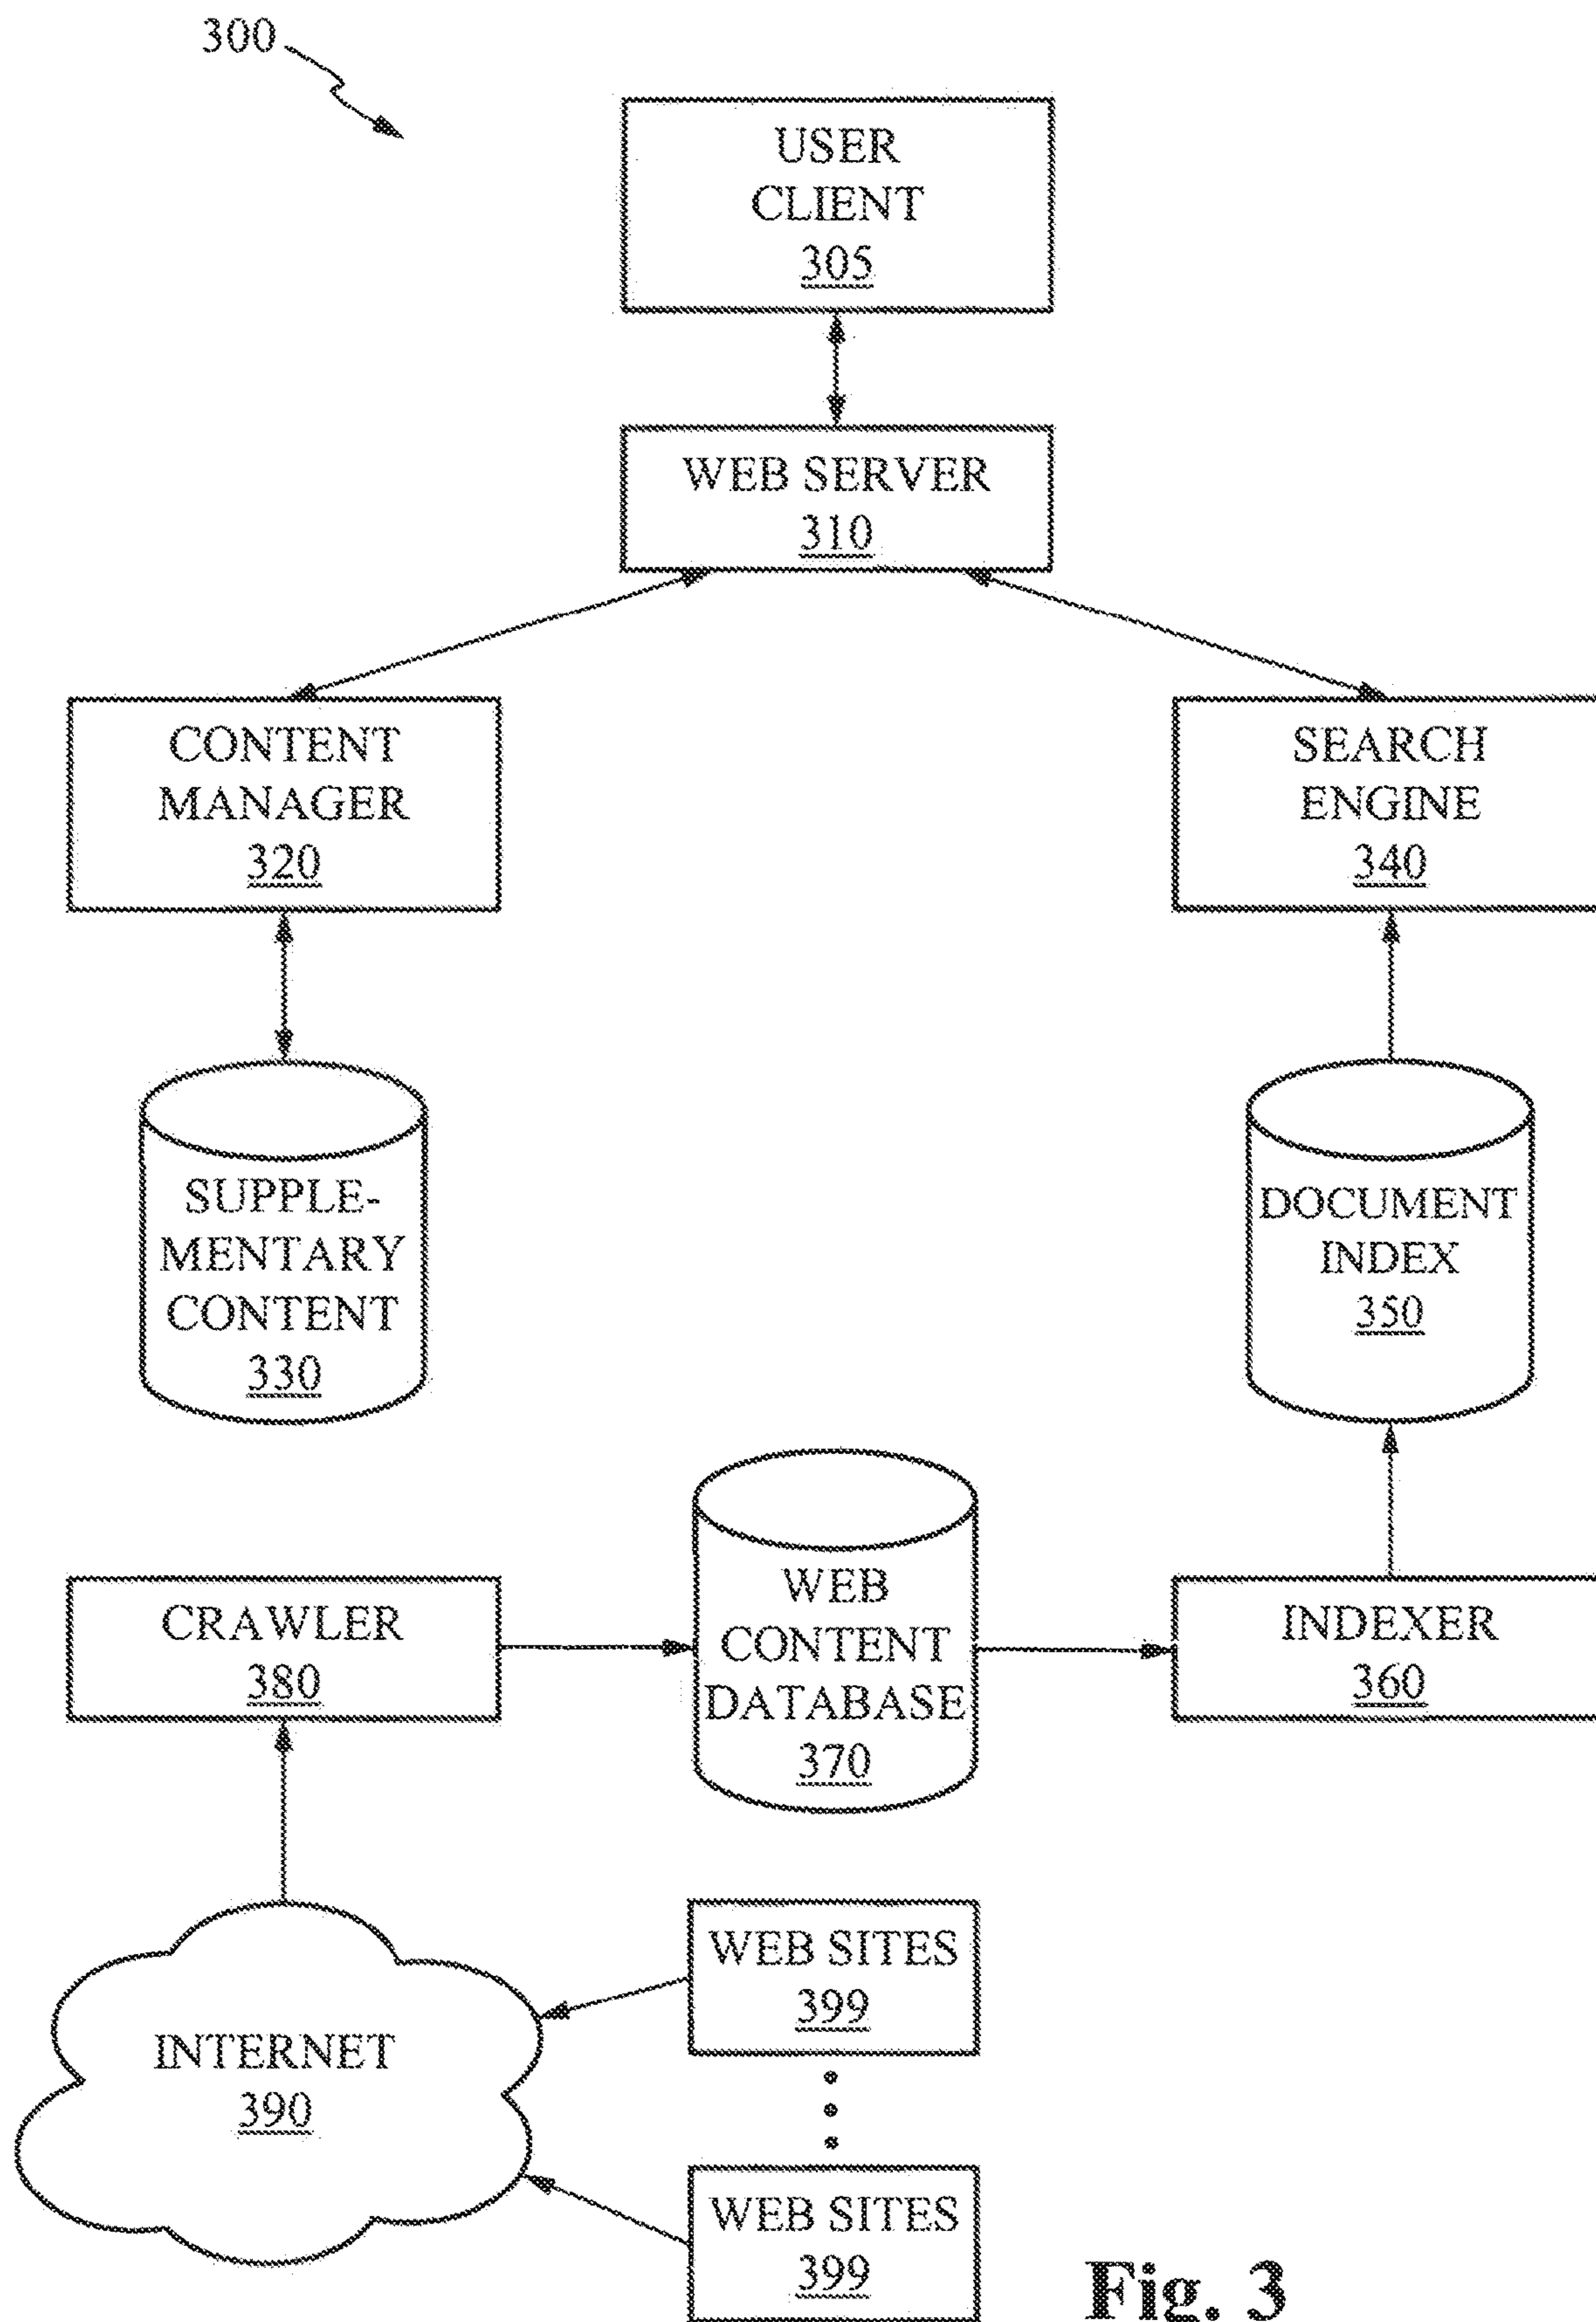 300
USER
CLIENT
305
WEB SERVER
310
CONTENT
MANAGER
320
SEARCH
ENGINE
340
SUPPLE-
MENTARY
CONTENT
330
DOCUMENT
INDEX
350
CRAWLER
380
WEB
CONTENT
DATABASE
370
INDEXER
360
INTERNET
390
WEB SITES
399
WEB SITES
399
Fig. 3